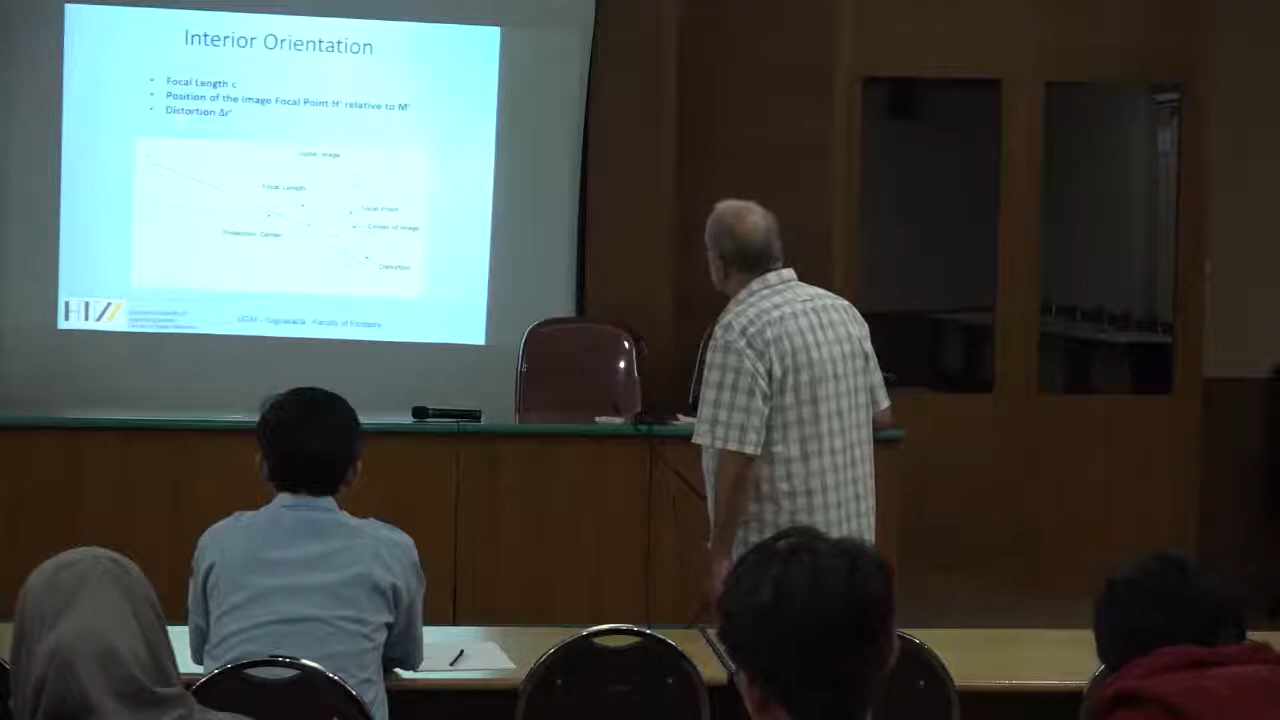 Interior Orientation
• Focal Length c
• Position of the Image Focal Point H' relative to M'
• Distortion Δr'
Focal Length
Focal Point
Center of Image
Projection Center
Distortion
UGM - Yogyakarta - Faculty of Forestry